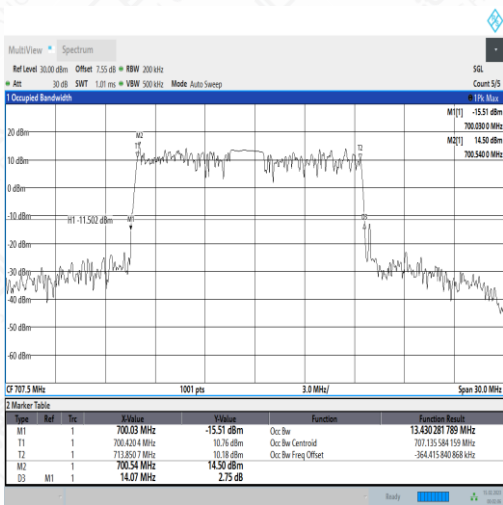 MultiView Spectrum
Ref Level 30.00 dBm Offset 7.55 dB RBW 200 kHz SGL
Att 30 dB SWT 1.01 ms VBW 500 kHz Mode Auto Sweep Count 5/5
1 Occupied Bandwidth 1Pk Max
M1[1] -15.51 dBm
700.030 0 MHz
M2[1] 14.50 dBm
700.540 0 MHz
20 dBm
M2
T1
T2
10 dBm
0 dBm
-10 dBm
H1 -11.502 dBm
M1
D3
-20 dBm
-30 dBm
-40 dBm
-50 dBm
-60 dBm
CF 707.5 MHz 1001 pts 3.0 MHz/ Span 30.0 MHz
2 Marker Table
Type Ref Trc X-Value Y-Value Function Function Result
M1 1 700.03 MHz -15.51 dBm Occ Bw 13.430 281 789 MHz
T1 1 700.420 4 MHz 10.76 dBm Occ Bw Centroid 707.135 584 159 MHz
T2 1 713.850 7 MHz 10.18 dBm Occ Bw Freq Offset -364.415 840 868 kHz
M2 1 700.54 MHz 14.50 dBm
D3 M1 1 14.07 MHz 2.75 dB
Ready